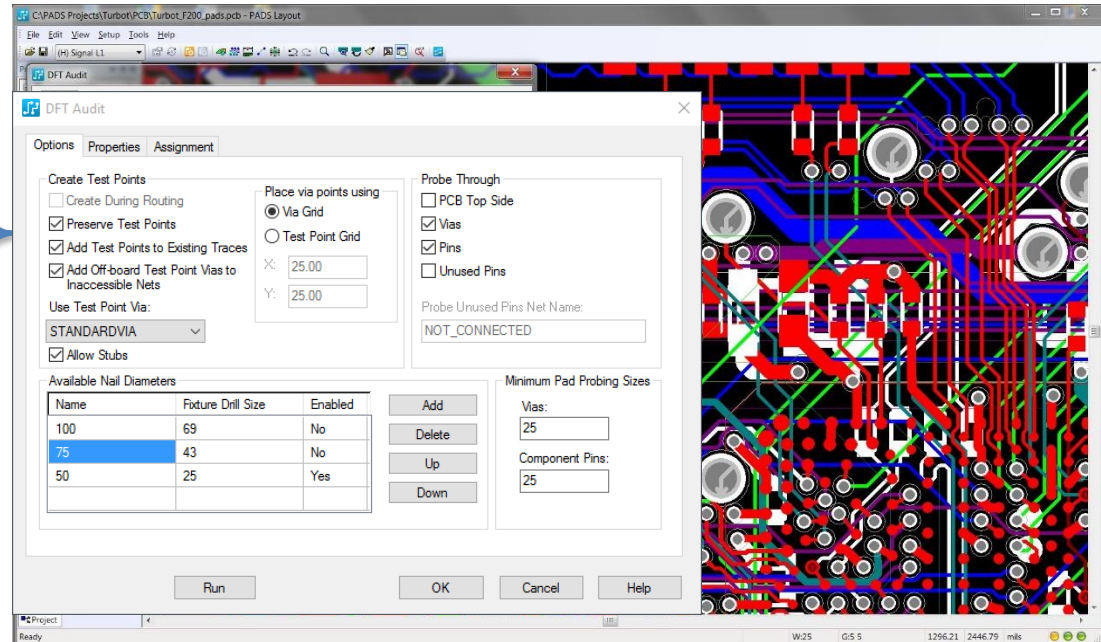 C:\PADS Projects\Turbot\PCB\Turbot_F200_pads.pcb - PADS Layout
File Edit View Setup Tools Help
(H) Signal L1
DFT Audit
DFT Audit
Options Properties Assignment
Create Test Points
Create During Routing
Preserve Test Points
Add Test Points to Existing Traces
Add Off-board Test Point Vias to
Inaccessible Nets
Use Test Point Via:
STANDARDVIA
Allow Stubs
Place via points using
Via Grid
Test Point Grid
X: 25.00
Y: 25.00
Probe Through
PCB Top Side
Vias
Pins
Unused Pins
Probe Unused Pins Net Name:
NOT_CONNECTED
Available Nail Diameters
Name Fixture Drill Size Enabled
100 69 No
75 43 No
50 25 Yes
Add
Delete
Up
Down
Minimum Pad Probing Sizes
Vias:
25
Component Pins:
25
Run OK Cancel Help
Project
Ready W:25 G:5 5 1296.21 2446.79 mils